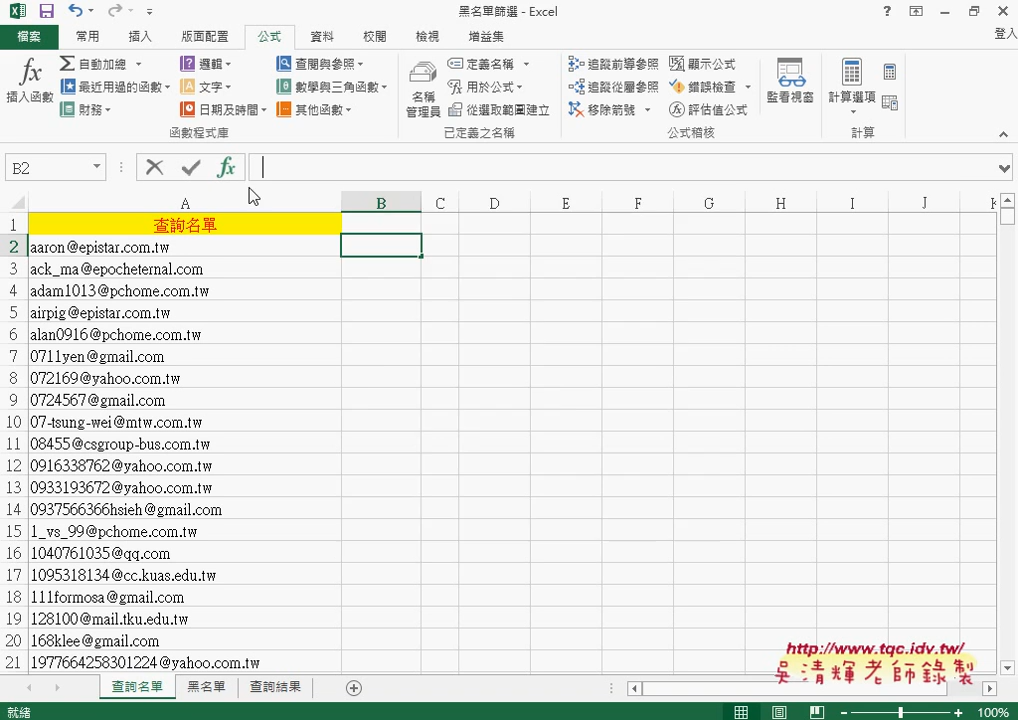 黑名單篩選 - Excel
?
登入
檔案 常用 插入 版面配置 公式 資料 校閱 檢視 增益集
fx 插入函數
Σ 自動加總
最近使用過的函數
財務
? 邏輯
A 文字
日期及時間
查閱與參照
θ 數學與三角函數
其他函數
函數程式庫
名稱管理員
定義名稱
用於公式
從選取範圍建立
已定義之名稱
追蹤前導參照
追蹤從屬參照
移除箭號
顯示公式
錯誤檢查
評估值公式
公式稽核
監看視窗
計算選項
計算
B2
fx
A B C D E F G H I J K
1 查詢名單
2 aaron@epistar.com.tw
3 ack_ma@epocheternal.com
4 adam1013@pchome.com.tw
5 airpig@epistar.com.tw
6 alan0916@pchome.com.tw
7 0711yen@gmail.com
8 072169@yahoo.com.tw
9 0724567@gmail.com
10 07-tsung-wei@mtw.com.tw
11 08455@csgroup-bus.com.tw
12 0916338762@yahoo.com.tw
13 0933193672@yahoo.com.tw
14 0937566366hsieh@gmail.com
15 1_vs_99@pchome.com.tw
16 1040761035@qq.com
17 1095318134@cc.kuas.edu.tw
18 111formosa@gmail.com
19 128100@mail.tku.edu.tw
20 168klee@gmail.com
21 1977664258301224@yahoo.com.tw
http://www.tqc.idv.tw/
吳清輝老師錄製
查詢名單 黑名單 查詢結果
就緒
100%